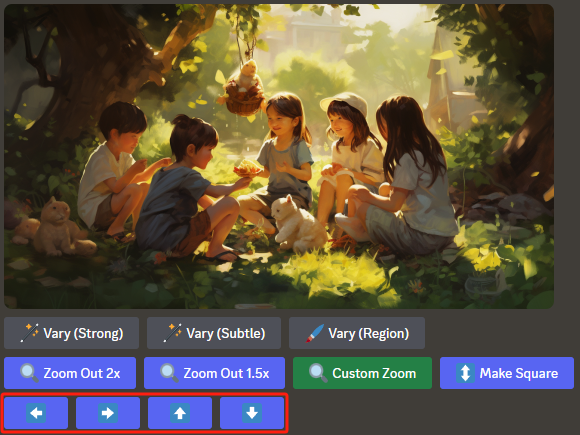 Vary (Strong) Vary (Subtle) Vary (Region)
Zoom Out 2x Zoom Out 1.5x Custom Zoom Make Square